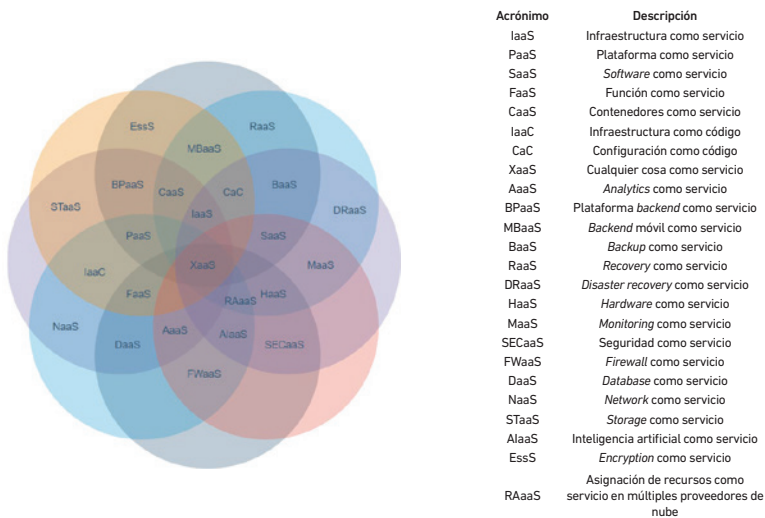 EssS
RaaS
MBaaS
BPaaS
CaaS
CaC
BaaS
STaaS
IaaS
DRaaS
PaaS
SaaS
IaaC
XaaS
MaaS
FaaS
RAaaS
HaaS
NaaS
DaaS
AaaS
AIaaS
SECaaS
FWaaS
Acrónimo Descripción
IaaS Infraestructura como servicio
PaaS Plataforma como servicio
SaaS Software como servicio
FaaS Función como servicio
CaaS Contenedores como servicio
IaaC Infraestructura como código
CaC Configuración como código
XaaS Cualquier cosa como servicio
AaaS Analytics como servicio
BPaaS Plataforma backend como servicio
MBaaS Backend móvil como servicio
BaaS Backup como servicio
RaaS Recovery como servicio
DRaaS Disaster recovery como servicio
HaaS Hardware como servicio
MaaS Monitoring como servicio
SECaaS Seguridad como servicio
FWaaS Firewall como servicio
DaaS Database como servicio
NaaS Network como servicio
STaaS Storage como servicio
AIaaS Inteligencia artificial como servicio
EssS Encryption como servicio
Asignación de recursos como
RAaaS servicio en múltiples proveedores de
nube